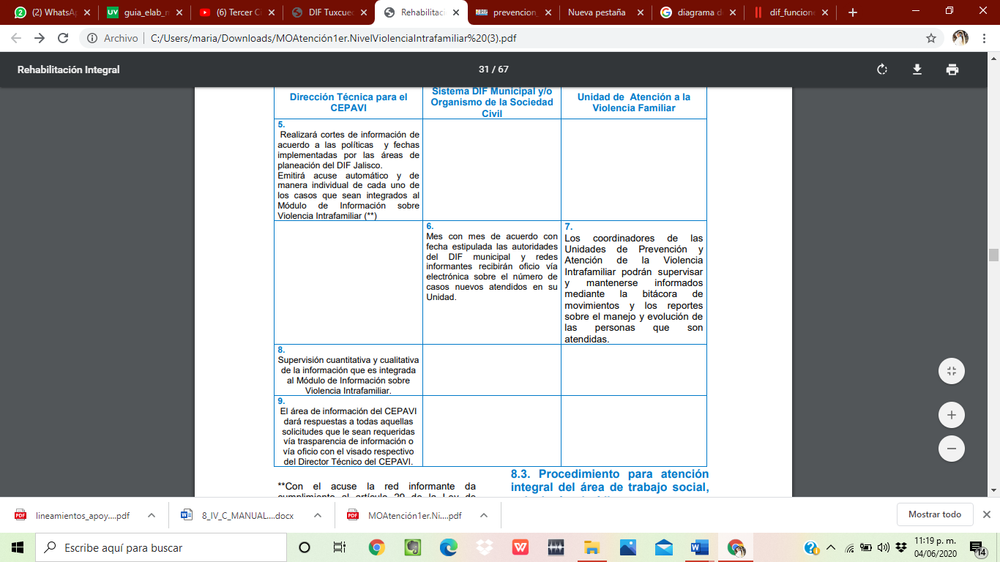 (2) WhatsAp
guia_elab_m
(6) Tercer C
DIF Tuxcuec
Rehabilitaci
prevencion_
Nueva pestaña
diagrama d
dif_funcione
Archivo
C:/Users/maria/Downloads/MOAtención1er.NivelViolenciaIntrafamiliar%20(3).pdf
Rehabilitación Integral
31 / 67
Dirección Técnica para el
CEPAVI
Sistema DIF Municipal y/o
Organismo de la Sociedad
Civil
Unidad de Atención a la
Violencia Familiar
5.
Realizará cortes de información de
acuerdo a las políticas y fechas
implementadas por las áreas de
planeación del DIF Jalisco.
Emitirá acuse automático y de
manera individual de cada uno de
los casos que sean integrados al
Módulo de Información sobre
Violencia Intrafamiliar (**)
6.
Mes con mes de acuerdo con
fecha estipulada las autoridades
del DIF municipal y redes
informantes recibirán oficio vía
electrónica sobre el número de
casos nuevos atendidos en su
Unidad.
7.
Los coordinadores de las
Unidades de Prevención y
Atención de la Violencia
Intrafamiliar podrán supervisar
y mantenerse informados
mediante la bitácora de
movimientos y los reportes
sobre el manejo y evolución de
las personas que son
atendidas.
8.
Supervisión cuantitativa y cualitativa
de la información que es integrada
al Módulo de Información sobre
Violencia Intrafamiliar.
9.
El área de información del CEPAVI
dará respuestas a todas aquellas
solicitudes que le sean requeridas
vía trasparencia de información o
vía oficio con el visado respectivo
del Director Técnico del CEPAVI.
**Con el acuse la red informante da
cumplimiento al artículo 29 de la Ley de
8.3. Procedimiento para atención
integral del área de trabajo social,
lineamientos_apoy....pdf
8_IV_C_MANUAL....docx
MOAtención1er.Ni....pdf
Mostrar todo
Escribe aquí para buscar
11:19 p. m.
04/06/2020
14